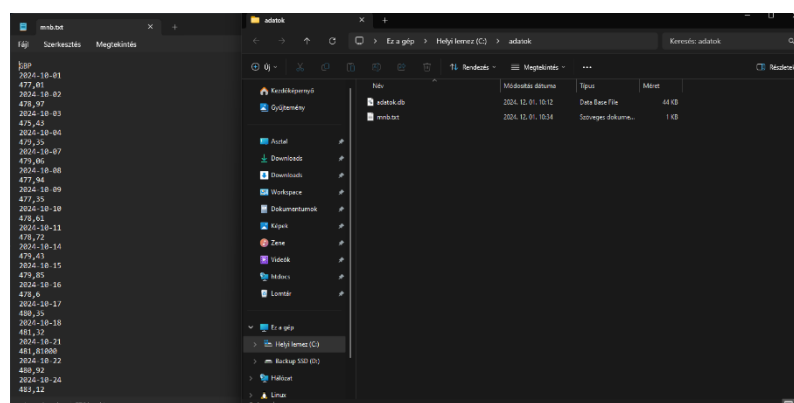 mnb.txt
Fájl Szerkesztés Megtekintés
GBP
2024-10-01
477,01
2024-10-02
478,97
2024-10-03
475,43
2024-10-04
479,35
2024-10-07
479,06
2024-10-08
477,94
2024-10-09
477,35
2024-10-10
478,61
2024-10-11
478,72
2024-10-14
479,43
2024-10-15
479,85
2024-10-16
478,6
2024-10-17
480,35
2024-10-18
481,32
2024-10-21
481,81000
2024-10-22
480,92
2024-10-24
483,12
adatok
Ez a gép > Helyi lemez (C:) > adatok
Keresés: adatok
Új
Rendezés
Megtekintés
Részletei
Kezdőképernyő
Gyűjtemény
Asztal
Downloads
Downloads
Workspace
Dokumentumok
Képek
Zene
Videók
htdocs
Lomtár
Ez a gép
Helyi lemez (C:)
Backup SSD (D:)
Hálózat
Linux
Név Módosítás dátuma Típus Méret
adatok.db 2024. 12. 01. 10:12 Data Base File 44 KB
mnb.txt 2024. 12. 01. 10:34 Szöveges dokume... 1 KB